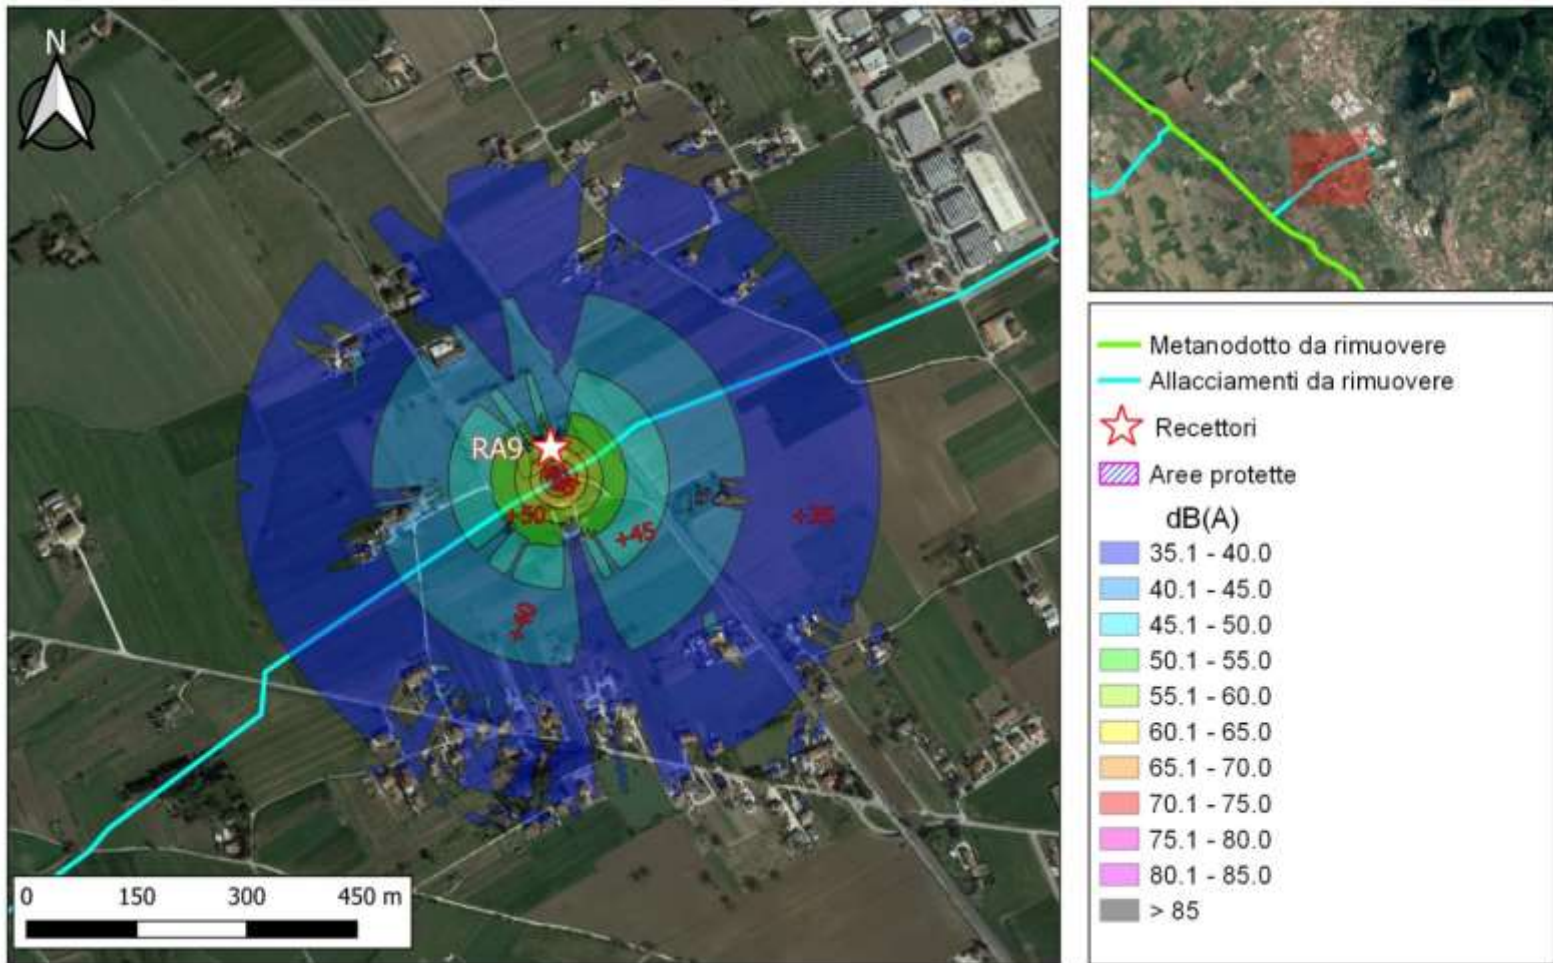 N
RA9
+50
+45
+35
+40
0 150 300 450 m
Metanodotto da rimuovere
Allacciamenti da rimuovere
Recettori
Aree protette
dB(A)
35.1 - 40.0
40.1 - 45.0
45.1 - 50.0
50.1 - 55.0
55.1 - 60.0
60.1 - 65.0
65.1 - 70.0
70.1 - 75.0
75.1 - 80.0
80.1 - 85.0
> 85